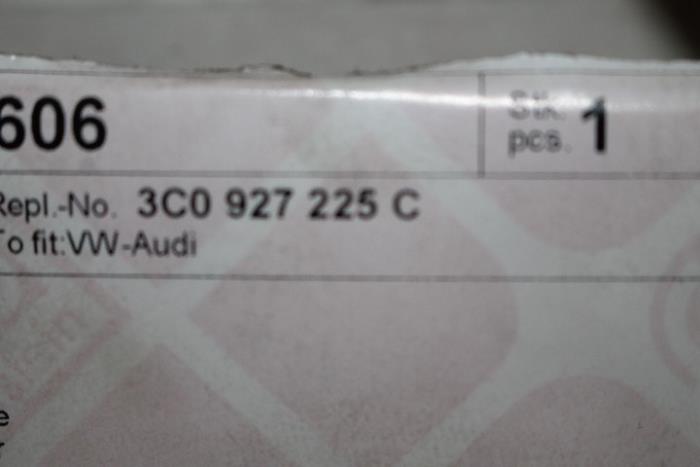 606
Stk.
pcs. 1
Repl.-No. 3C0 927 225 C
To fit:VW-Audi
e
r